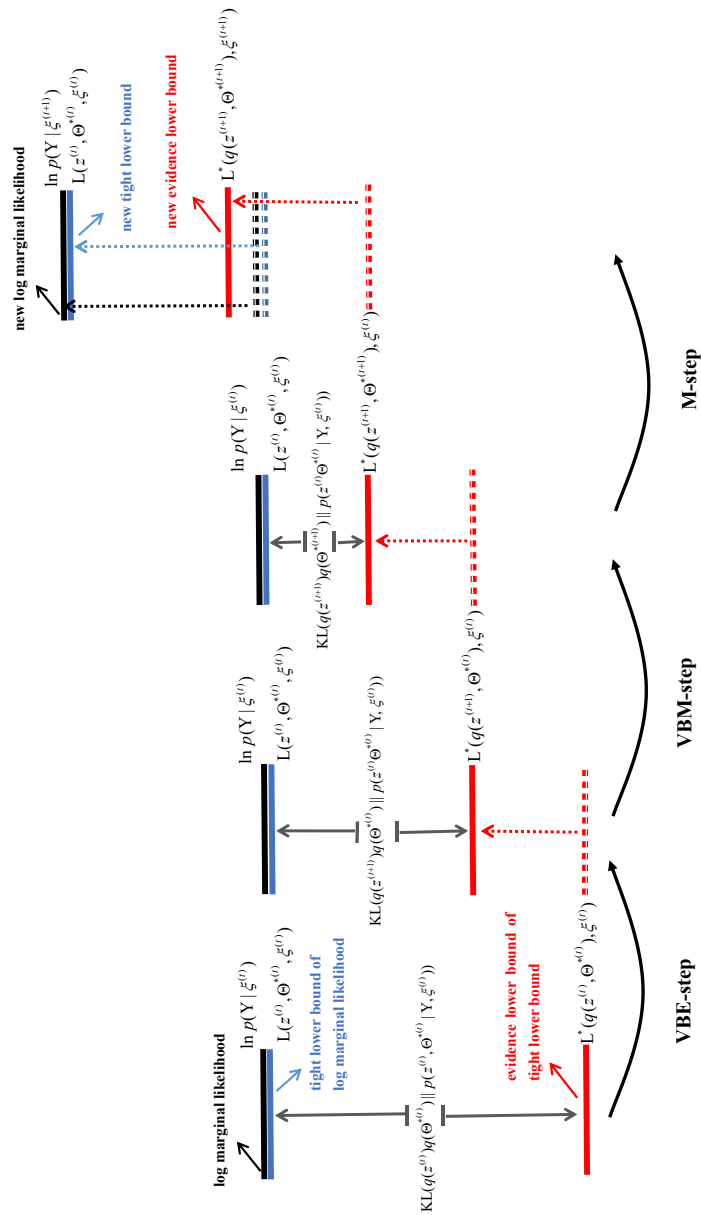 log marginal likelihood
ln p(Y | ξ⁽ᵗ⁾)
L(z⁽ᵗ⁾, Θ*⁽ᵗ⁾, ξ⁽ᵗ⁾)
tight lower bound of
log marginal likelihood
KL(q(z⁽ᵗ⁾)q(Θ*⁽ᵗ⁾) || p(z⁽ᵗ⁾, Θ*⁽ᵗ⁾ | Y, ξ⁽ᵗ⁾))
evidence lower bound of
tight lower bound
L*(q(z⁽ᵗ⁾, Θ*⁽ᵗ⁾), ξ⁽ᵗ⁾)
VBE-step
ln p(Y | ξ⁽ᵗ⁾)
L(z⁽ᵗ⁾, Θ*⁽ᵗ⁾, ξ⁽ᵗ⁾)
KL(q(z⁽ᵗ⁺¹⁾)q(Θ*⁽ᵗ⁾) || p(z⁽ᵗ⁾Θ*⁽ᵗ⁾ | Y, ξ⁽ᵗ⁾))
L*(q(z⁽ᵗ⁺¹⁾, Θ*⁽ᵗ⁾), ξ⁽ᵗ⁾)
VBM-step
ln p(Y | ξ⁽ᵗ⁾)
L(z⁽ᵗ⁾, Θ*⁽ᵗ⁾, ξ⁽ᵗ⁾)
KL(q(z⁽ᵗ⁺¹⁾)q(Θ*⁽ᵗ⁺¹⁾) || p(z⁽ᵗ⁾Θ*⁽ᵗ⁾ | Y, ξ⁽ᵗ⁾))
L*(q(z⁽ᵗ⁺¹⁾, Θ*⁽ᵗ⁺¹⁾), ξ⁽ᵗ⁾)
M-step
new log marginal likelihood
ln p(Y | ξ⁽ᵗ⁺¹⁾)
L(z⁽ᵗ⁾, Θ*⁽ᵗ⁾, ξ⁽ᵗ⁾)
new tight lower bound
new evidence lower bound
L*(q(z⁽ᵗ⁺¹⁾, Θ*⁽ᵗ⁺¹⁾), ξ⁽ᵗ⁺¹⁾)